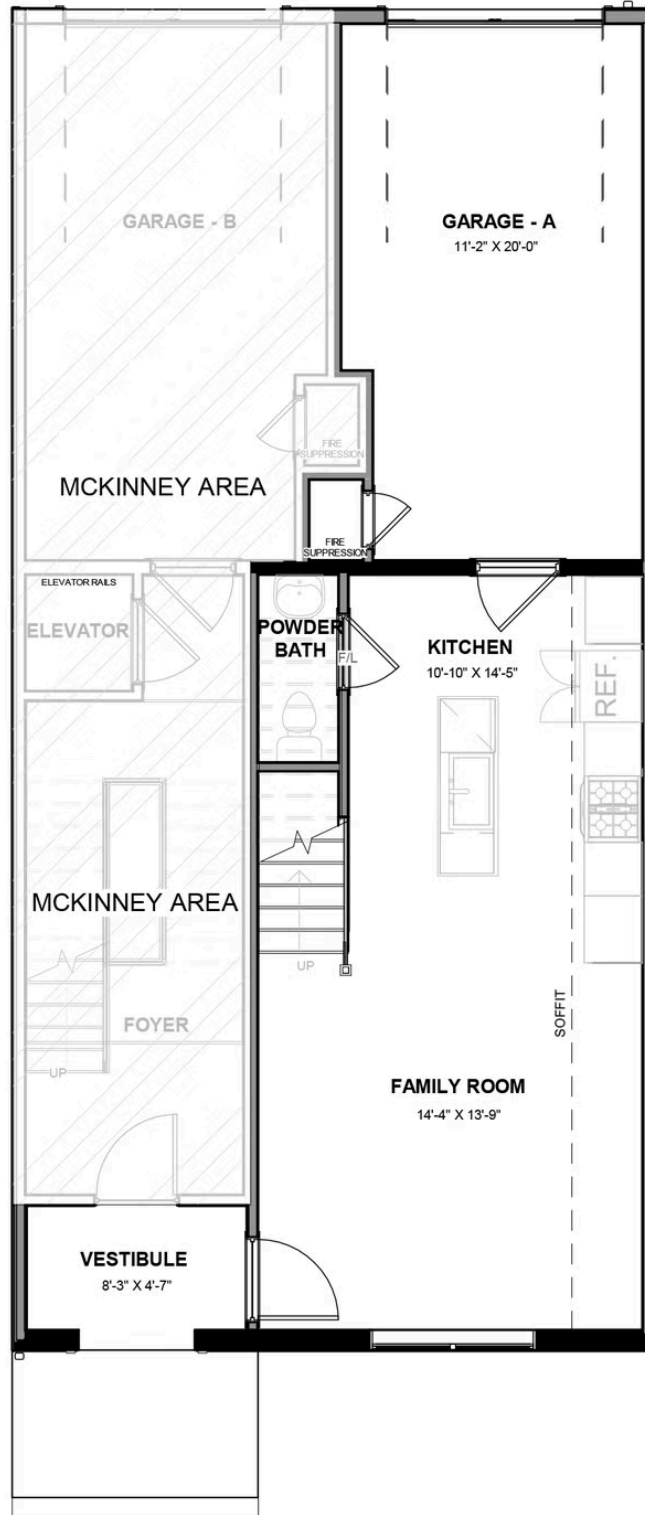 GARAGE - B
GARAGE - A
11'-2" X 20'-0"
FIRE
SUPPRESSION
MCKINNEY AREA
FIRE
SUPPRESSION
ELEVATOR RAILS
ELEVATOR
POWDER
BATH
F/L
KITCHEN
10'-10" X 14'-5"
REF.
MCKINNEY AREA
UP
SOFFIT
FOYER
UP
FAMILY ROOM
14'-4" X 13'-9"
VESTIBULE
8'-3" X 4'-7"